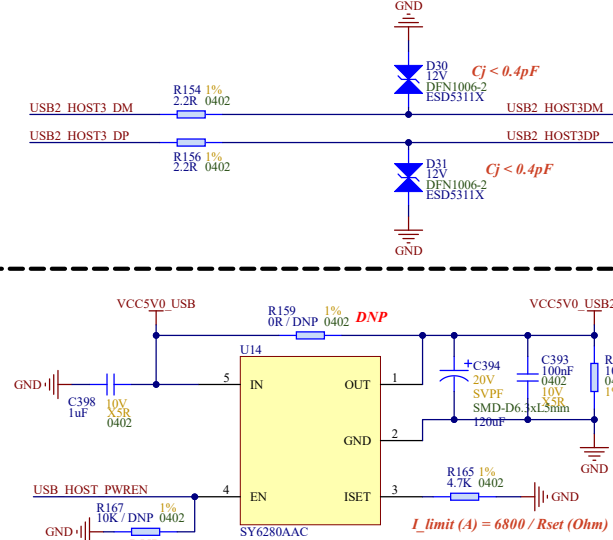 GND
D30
12V
DFN1006-2
ESD5311X
Cj < 0.4pF
R154 1%
2.2R 0402
USB2_HOST3_DM
USB2_HOST3DM
USB2_HOST3_DP
USB2_HOST3DP
R156 1%
2.2R 0402
D31
12V
DFN1006-2
ESD5311X
Cj < 0.4pF
GND
VCC5V0_USB
R159 1%
0R / DNP 0402
DNP
VCC5V0_USB2
U14
GND
C398
1uF
10V
X5R
0402
5 IN
OUT 1
GND 2
4 EN
ISET 3
SY6280AAC
C394
20V
SVPF
SMD-D6.3xL5mm
120uF
C393
100nF
0402
10V
X5R
R
10
04
1%
GND
USB_HOST_PWREN
R167 1%
10K / DNP 0402
GND
R165 1%
4.7K 0402
GND
I_limit (A) = 6800 / Rset (Ohm)